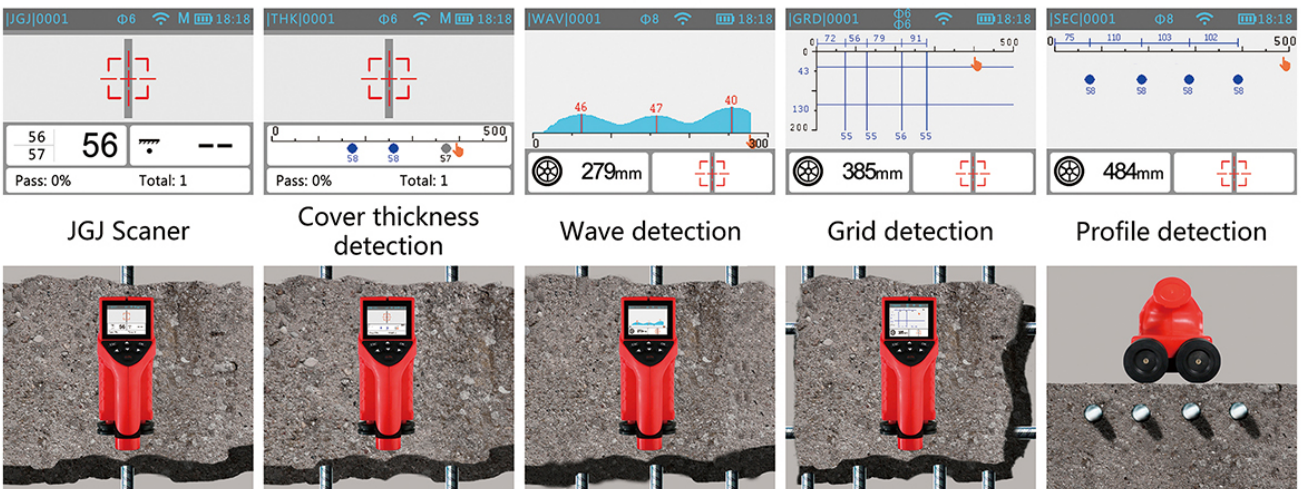 |JGJ|0001 Φ6 M 18:18
56
57
56
--
Pass: 0% Total: 1
|THK|0001 Φ6 M 18:18
0 500
58 58 57
Pass: 0% Total: 1
|WAV|0001 Φ8 18:18
46 47 40
0 300
279mm
|GRD|0001 Φ6 Φ6 18:18
72 56 79 91
0 500
0
43
130
200
55 55 56 55
385mm
|SEC|0001 Φ8 18:18
75 110 103 102
0 500
58 58 58 58
484mm
JGJ Scaner
Cover thickness
detection
Wave detection
Grid detection
Profile detection